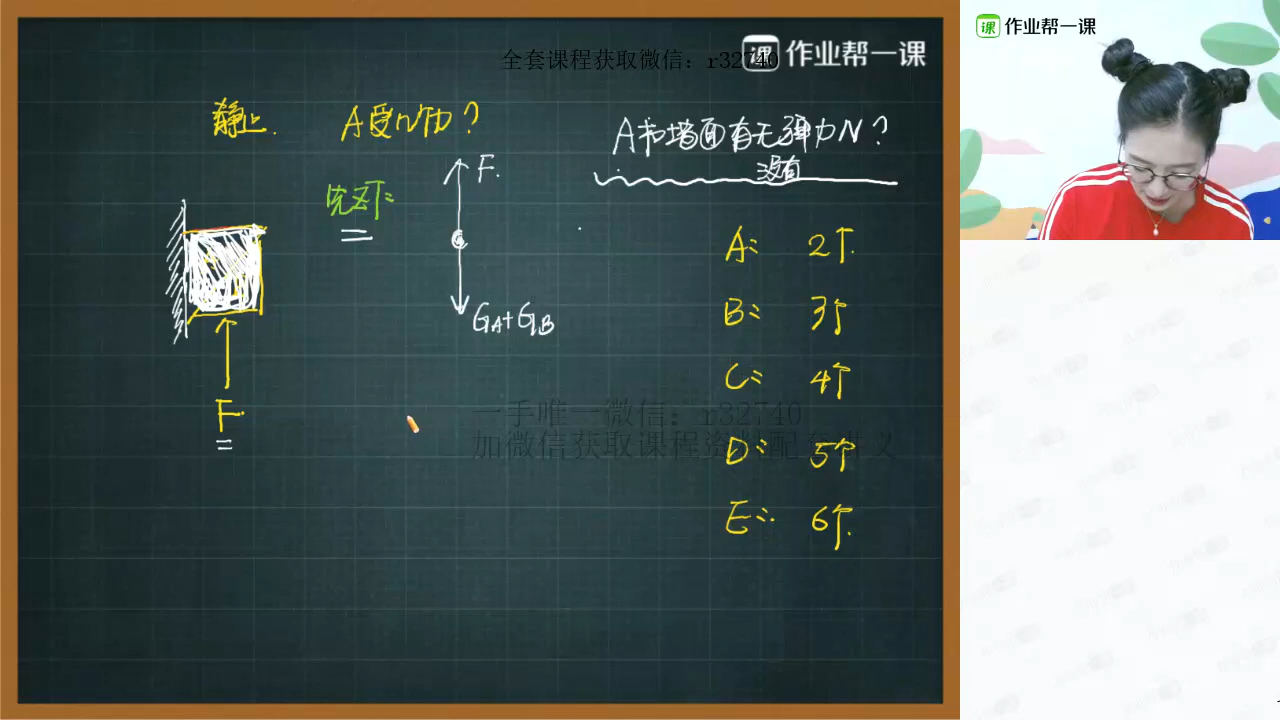 全套课程获取微信：r32740
课 作业帮一课
课 作业帮一课
静止. A受几个力？
A和墙面有无弹力N？
没有
F.
GA+GB
F.
A： 2个.
B： 3个
C： 4个
D： 5个
E： 6个.
一手唯一微信：r32740
加微信获取课程资料配套讲义